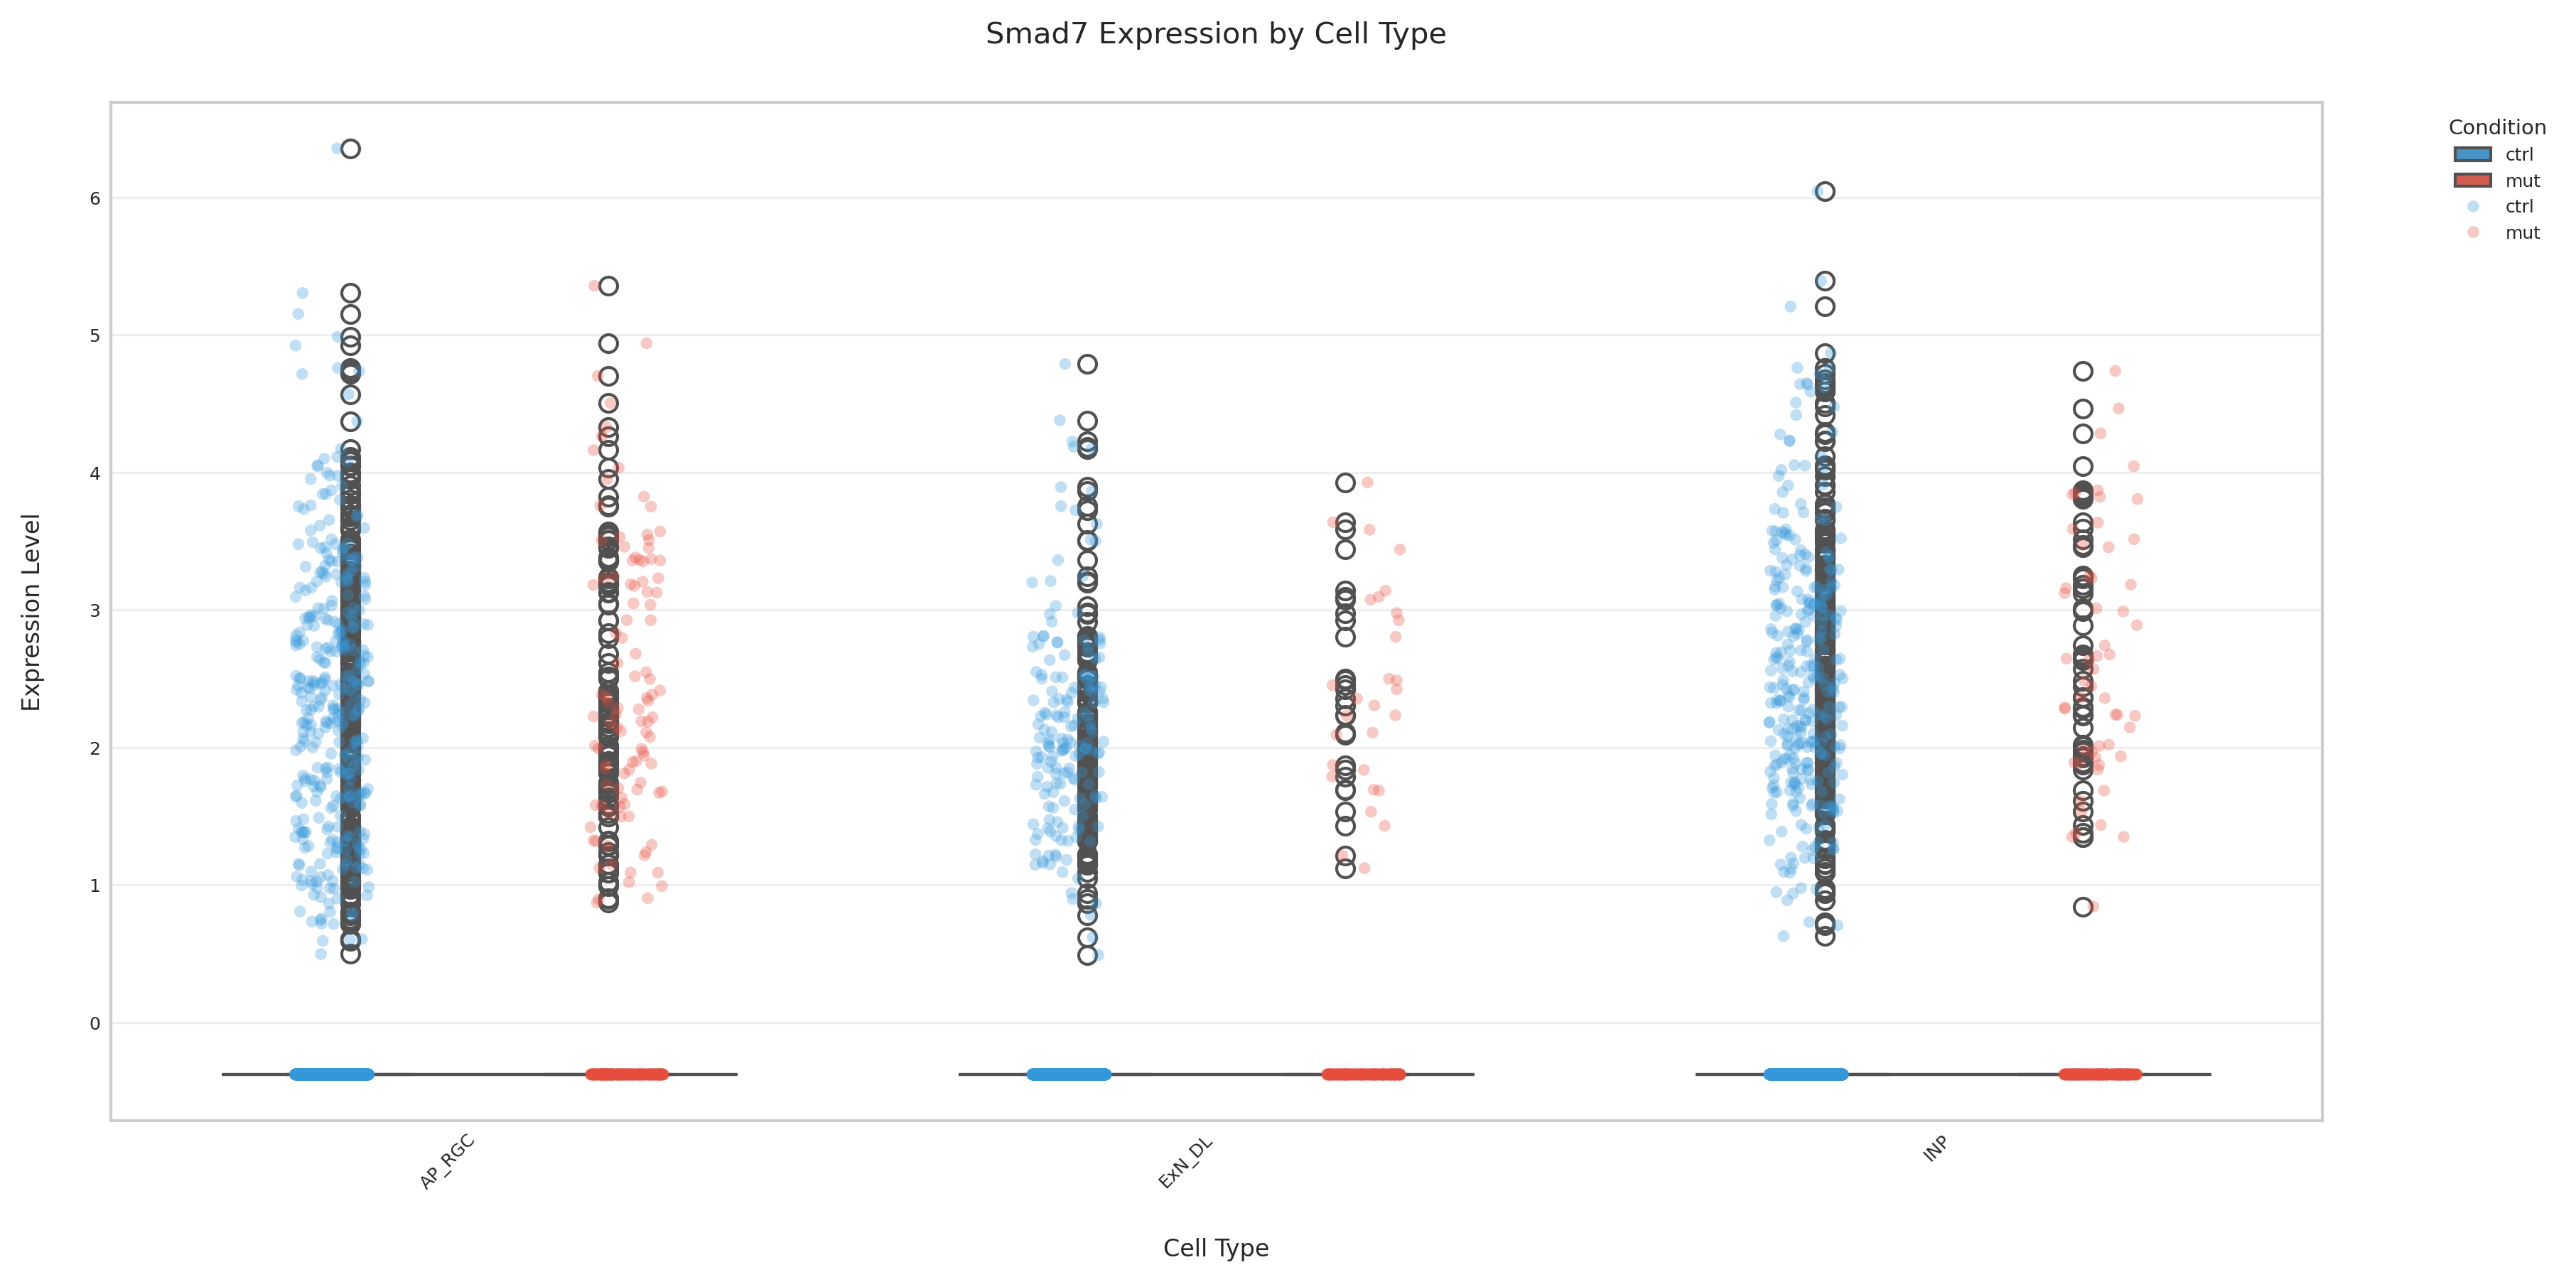 Smad7 Expression by Cell Type
Condition
ctrl
mut
ctrl
mut
Expression Level
6
5
4
3
2
1
0
AP_RGC
ExN_DL
INP
Cell Type